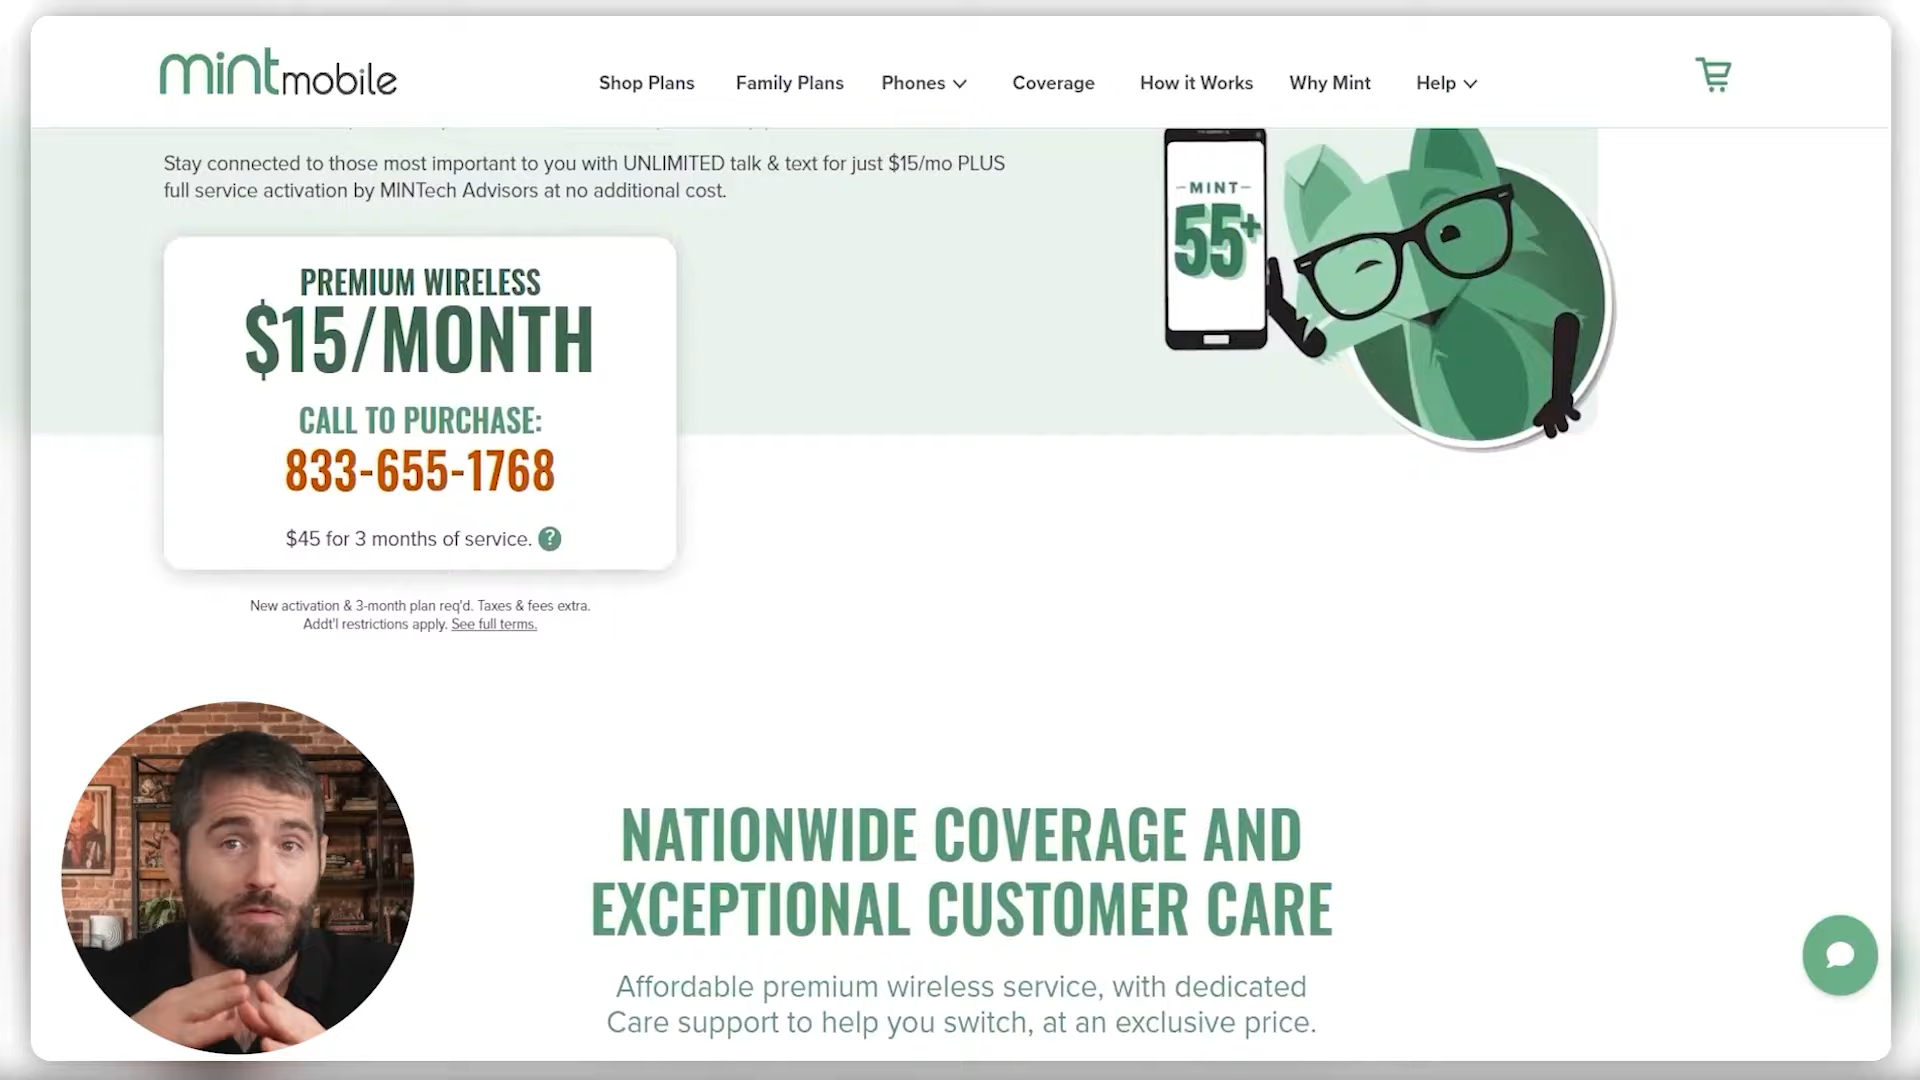 mintmobile
Shop Plans
Family Plans
Phones
Coverage
How it Works
Why Mint
Help
Stay connected to those most important to you with UNLIMITED talk & text for just $15/mo PLUS
full service activation by MINTech Advisors at no additional cost.
MINT
55+
PREMIUM WIRELESS
$15/MONTH
CALL TO PURCHASE:
833-655-1768
$45 for 3 months of service. ?
New activation & 3-month plan req'd. Taxes & fees extra.
Addt'l restrictions apply. See full terms.
NATIONWIDE COVERAGE AND
EXCEPTIONAL CUSTOMER CARE
Affordable premium wireless service, with dedicated
Care support to help you switch, at an exclusive price.